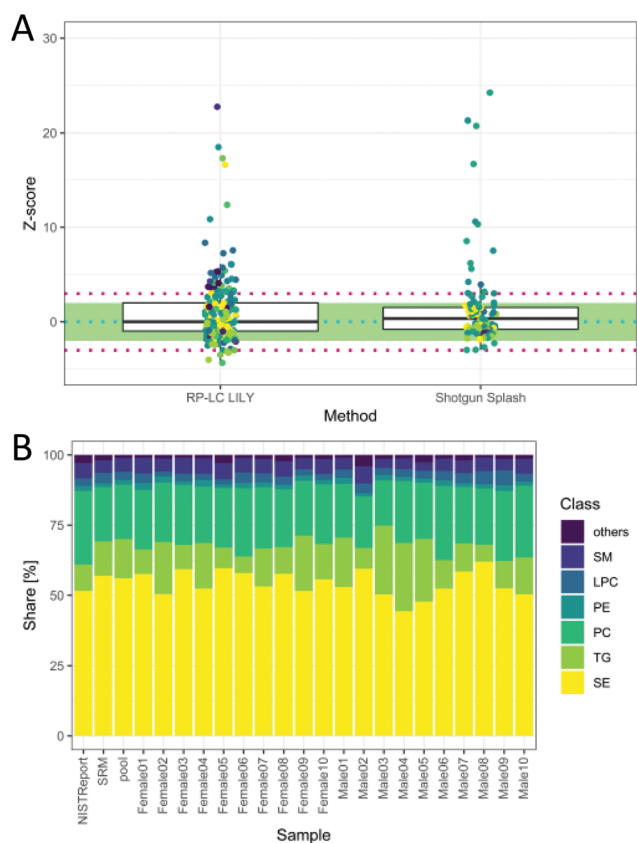 A
30
20
10
0
Z-score
RP-LC LILY
Shotgun Splash
Method
B
100
75
50
25
0
Share [%]
NISTReport
SRM
pool
Female01
Female02
Female03
Female04
Female05
Female06
Female07
Female08
Female09
Female10
Male01
Male02
Male03
Male04
Male05
Male06
Male07
Male08
Male09
Male10
Sample
Class
others
SM
LPC
PE
PC
TG
SE